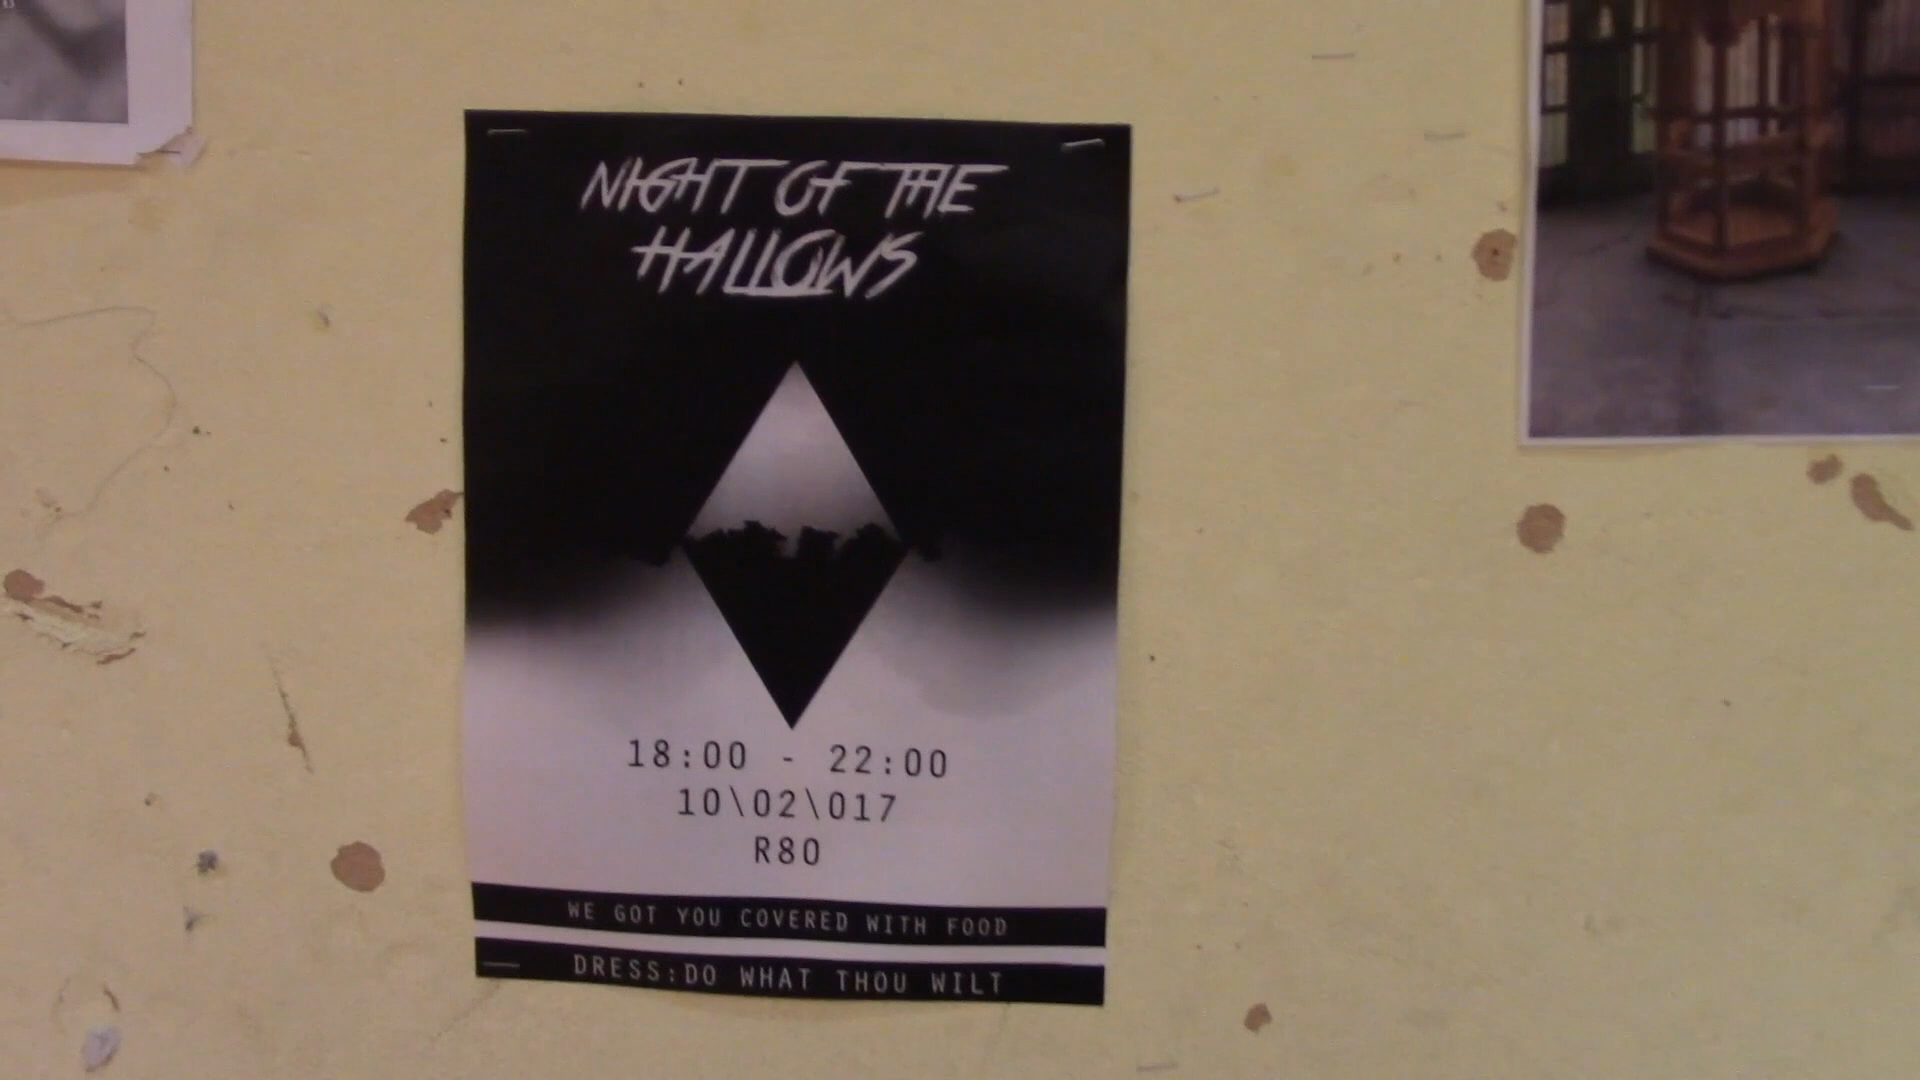 NIGHT OF THE
HALLOWS
18:00 - 22:00
10\02\017
R80
WE GOT YOU COVERED WITH FOOD
DRESS:DO WHAT THOU WILT